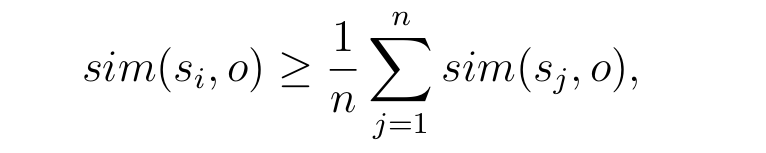 sim(s_i, o) ≥ \frac{1}{n} \sum_{j=1}^{n} sim(s_j, o),